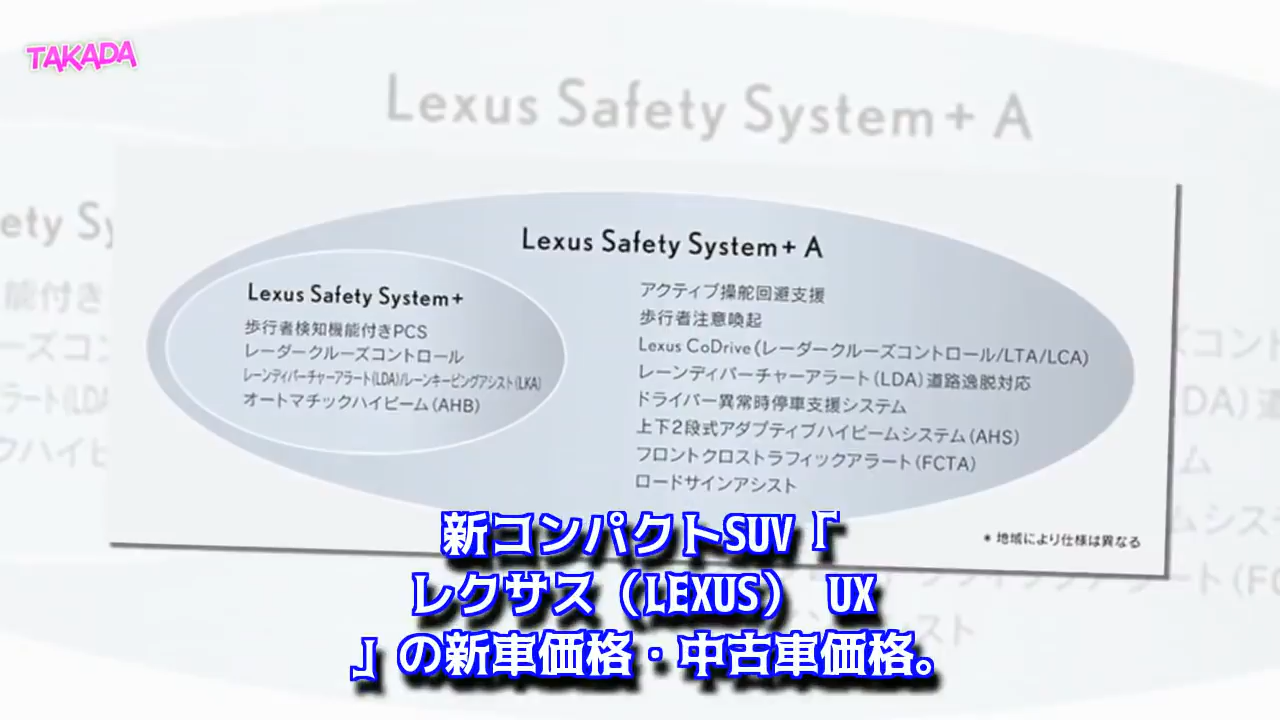 TAKADA
Lexus Safety System+ A
Lexus Safety System+ A
Lexus Safety System+
歩行者検知機能付きPCS
レーダークルーズコントロール
レーンディパーチャーアラート(LDA)/レーンキーピングアシスト(LKA)
オートマチックハイビーム(AHB)
アクティブ操舵回避支援
歩行者注意喚起
Lexus CoDrive(レーダークルーズコントロール/LTA/LCA)
レーンディパーチャーアラート(LDA)道路逸脱対応
ドライバー異常時停車支援システム
上下2段式アダプティブハイビームシステム(AHS)
フロントクロストラフィックアラート(FCTA)
ロードサインアシスト
* 地域により仕様は異なる
新コンパクトSUV「
レクサス（LEXUS） UX
」の新車価格・中古車価格。